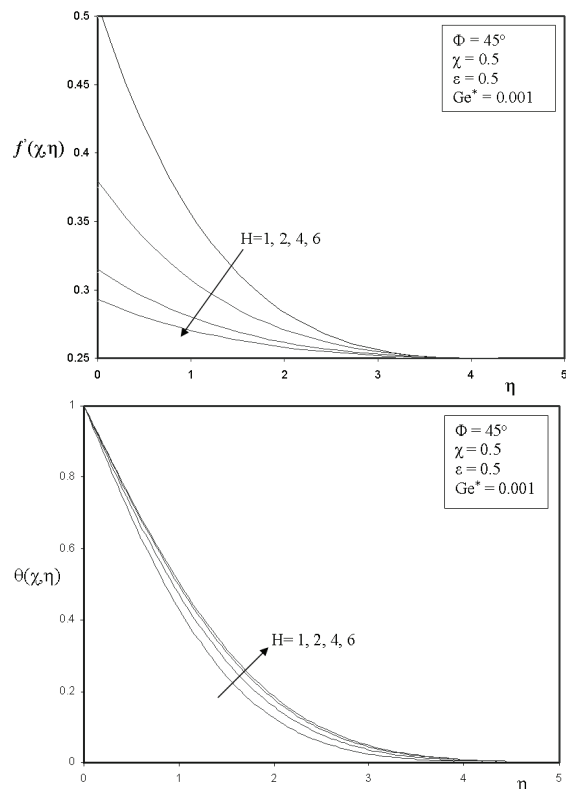 0.5
Φ = 45°
χ = 0.5
ε = 0.5
Ge* = 0.001
0.45
f'(χ,η)
0.4
0.35
H=1, 2, 4, 6
0.3
0.25
0 1 2 3 4 5
η
1
Φ = 45°
χ = 0.5
ε = 0.5
Ge* = 0.001
0.8
0.6
θ(χ,η)
0.4
H= 1, 2, 4, 6
0.2
0
0 1 2 3 4 5
η